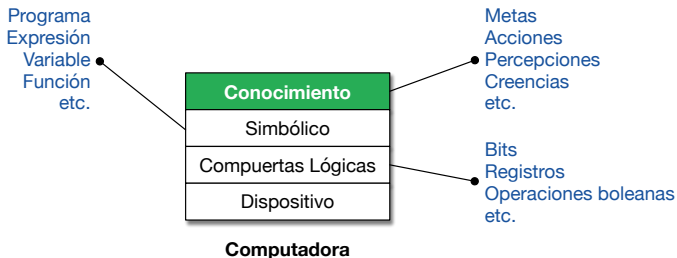 Programa
Expresión
Variable
Función
etc.
Metas
Acciones
Percepciones
Creencias
etc.
Conocimiento
Simbólico
Compuertas Lógicas
Dispositivo
Bits
Registros
Operaciones boleanas
etc.
Computadora